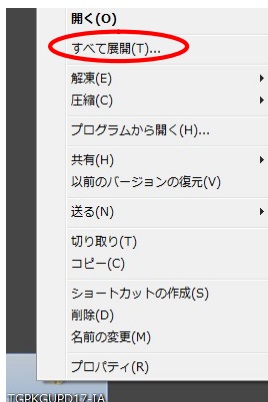 開く(O)
すべて展開(T)...
解凍(E)
圧縮(C)
プログラムから開く(H)...
共有(H)
以前のバージョンの復元(V)
送る(N)
切り取り(T)
コピー(C)
ショートカットの作成(S)
削除(D)
名前の変更(M)
プロパティ(R)
TGPKGUPD17-JA